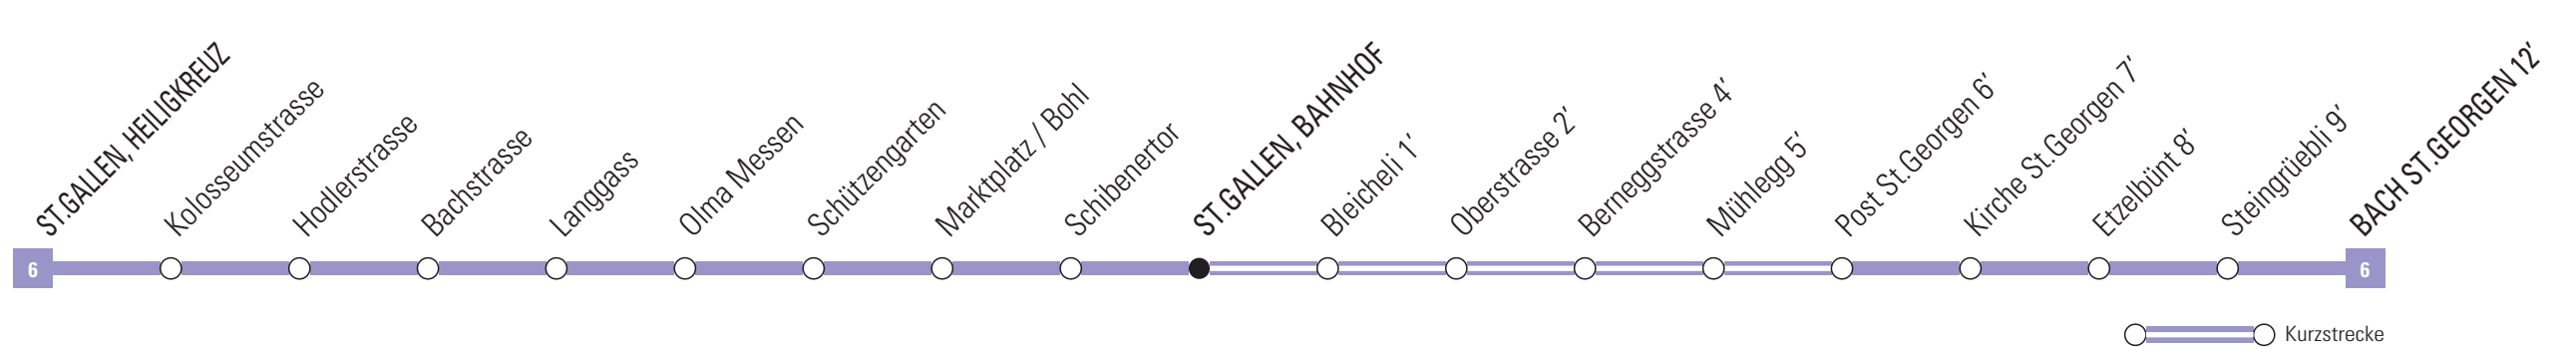 ST.GALLEN, HEILIGKREUZ
Kolosseumstrasse
Hodlerstrasse
Bachstrasse
Langgass
Olma Messen
Schützengarten
Marktplatz / Bohl
Schibenertor
ST.GALLEN, BAHNHOF
Bleicheli 1’
Oberstrasse 2’
Berneggstrasse 4’
Mühlegg 5’
Post St.Georgen 6’
Kirche St.Georgen 7’
Etzelbünt 8’
Steingrüebli 9’
BACH ST.GEORGEN 12’
6
6
Kurzstrecke